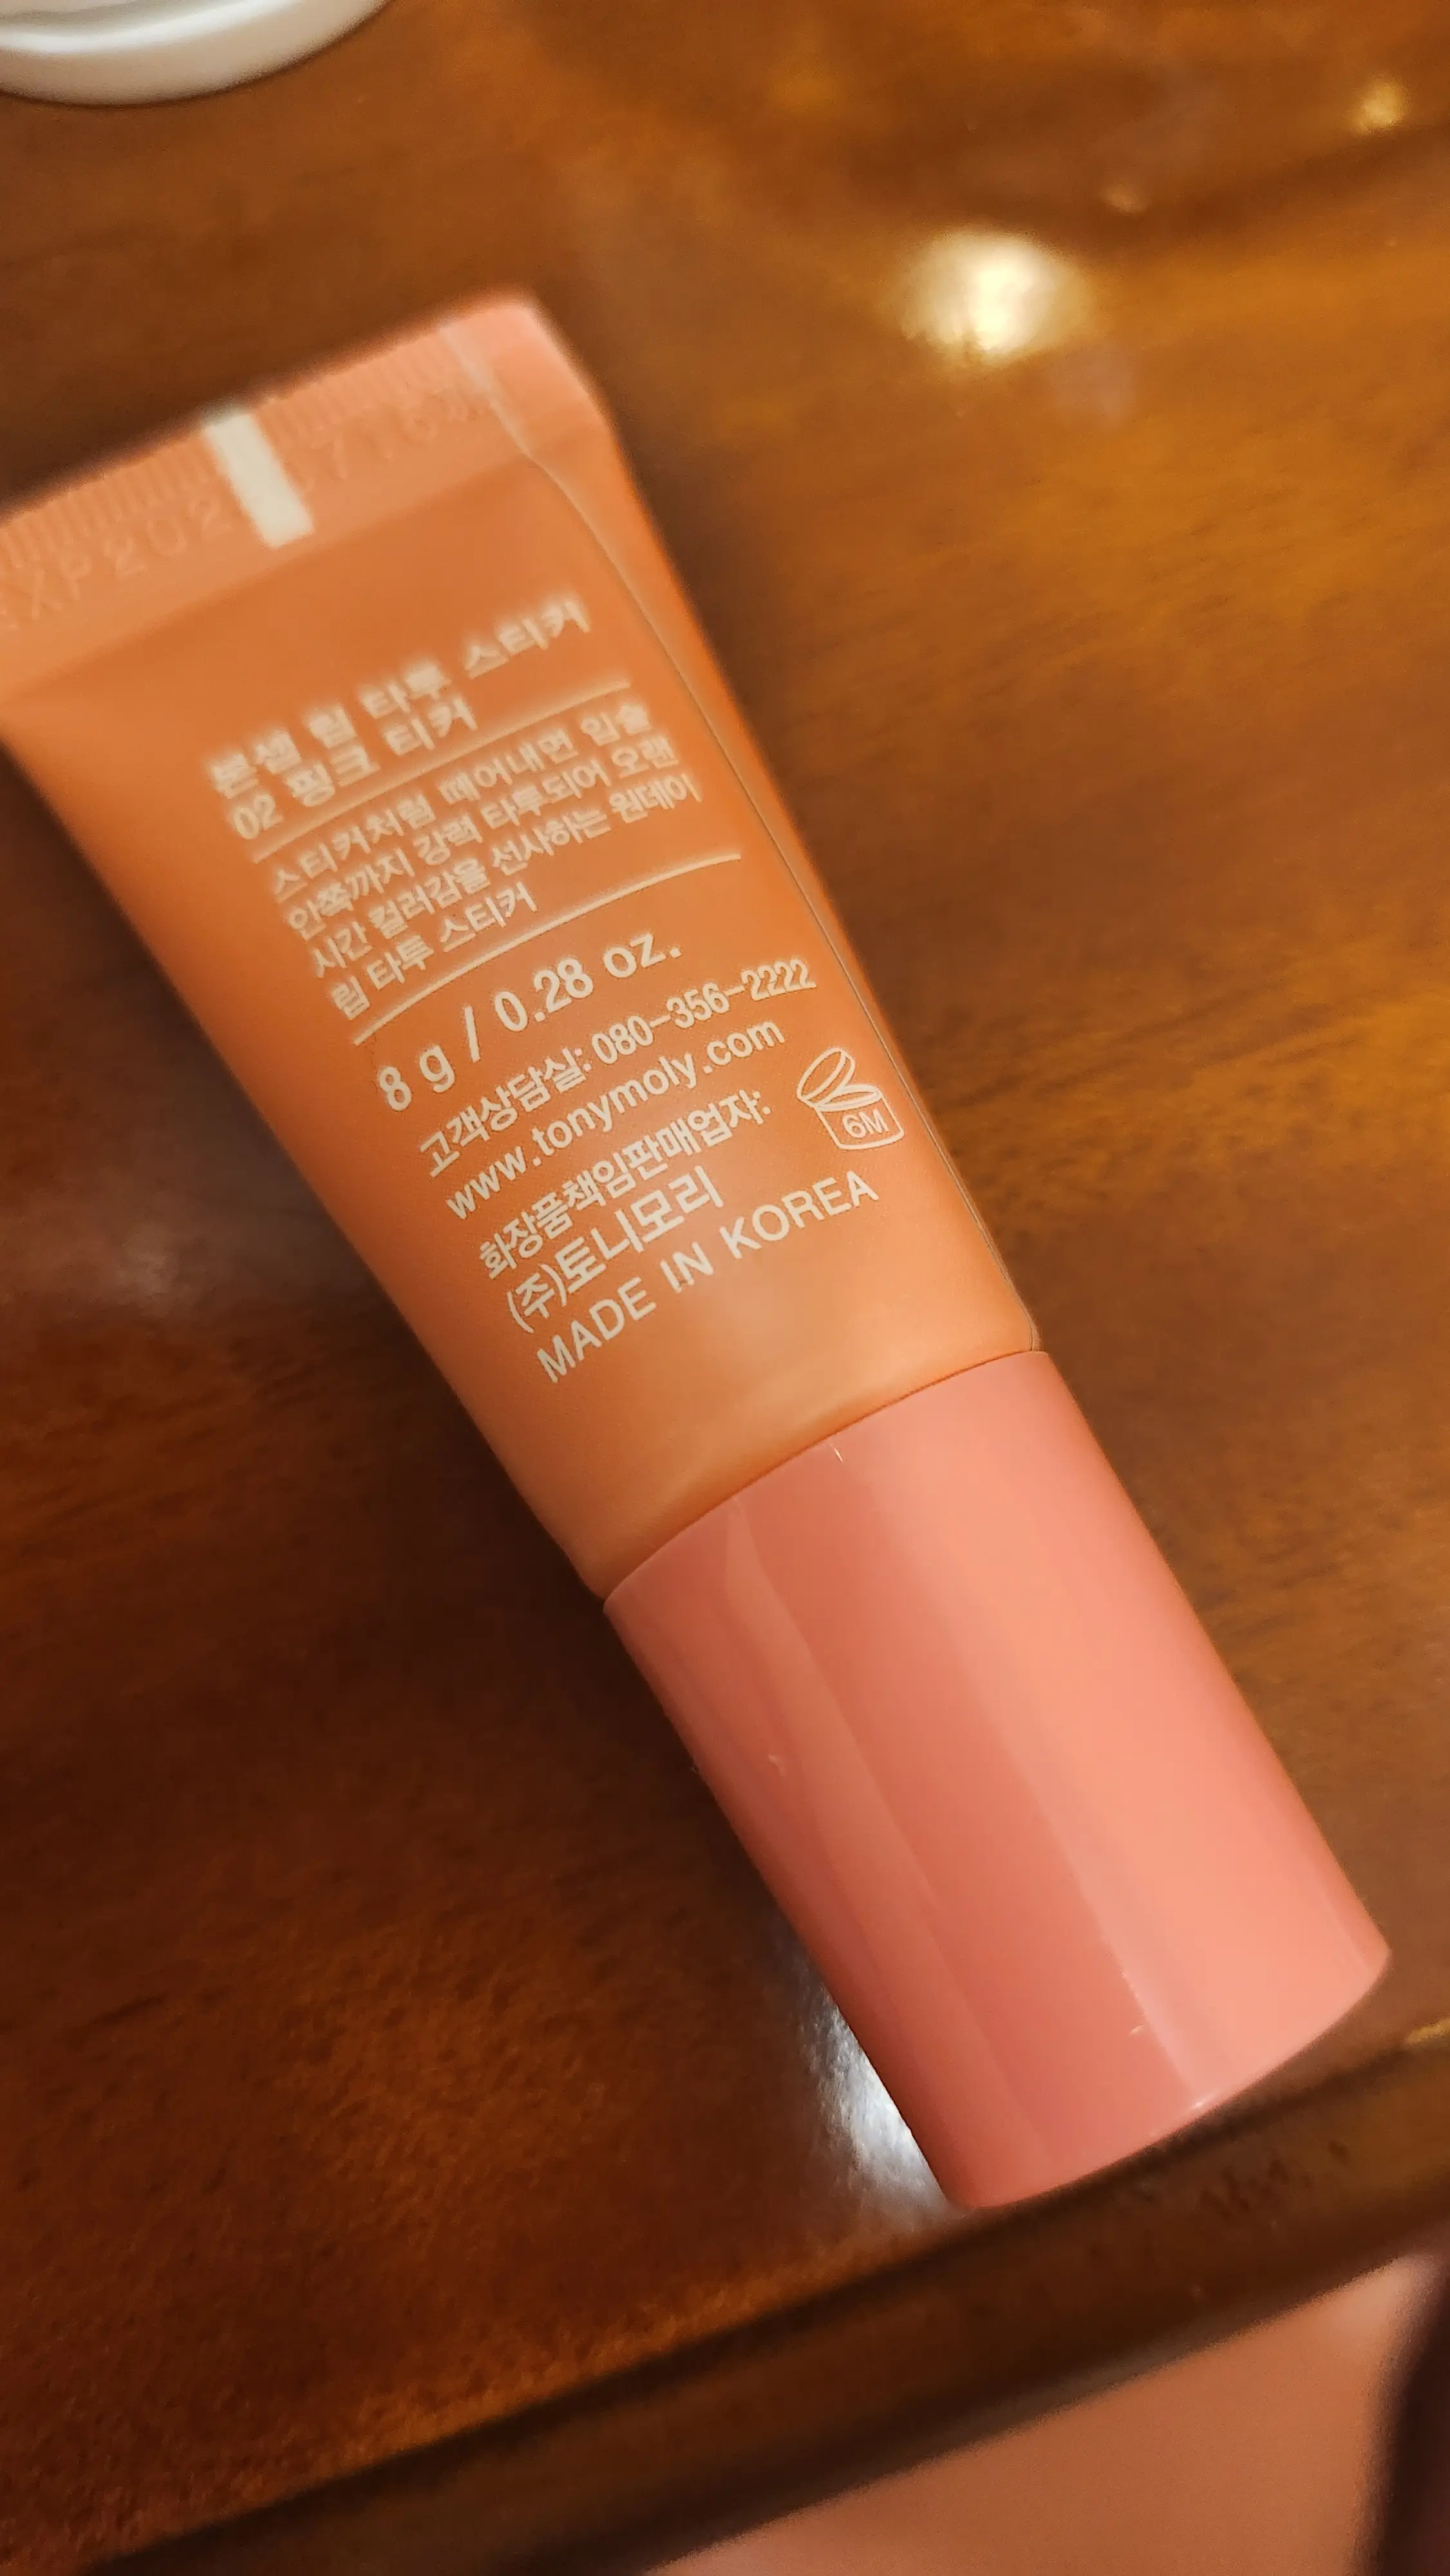 립 타투 스티커
02 핑크 티커
스티커처럼 떼어내면 입술
안쪽까지 강력 타투되어 오랜
시간 컬러감을 선사하는 원데이
립 타투 스티커
8 g / 0.28 oz.
고객상담실: 080-356-2222
www.tonymoly.com
화장품책임판매업자:
(주)토니모리
6M
MADE IN KOREA